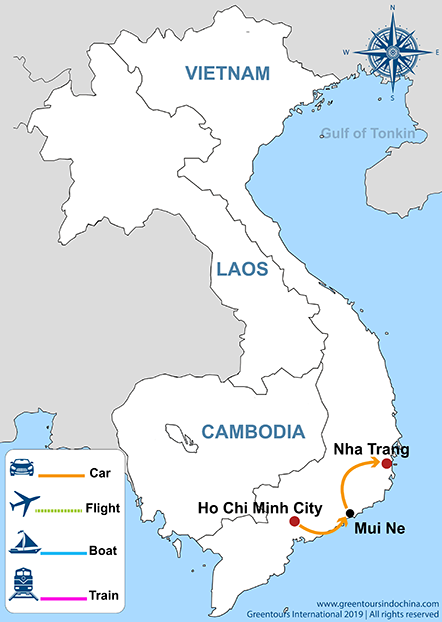 N
W
E
S
VIETNAM
Gulf of Tonkin
LAOS
CAMBODIA
Nha Trang
Ho Chi Minh City
Mui Ne
Car
Flight
Boat
Train
www.greentoursindochina.com
Greentours International 2019 | All rights reserved